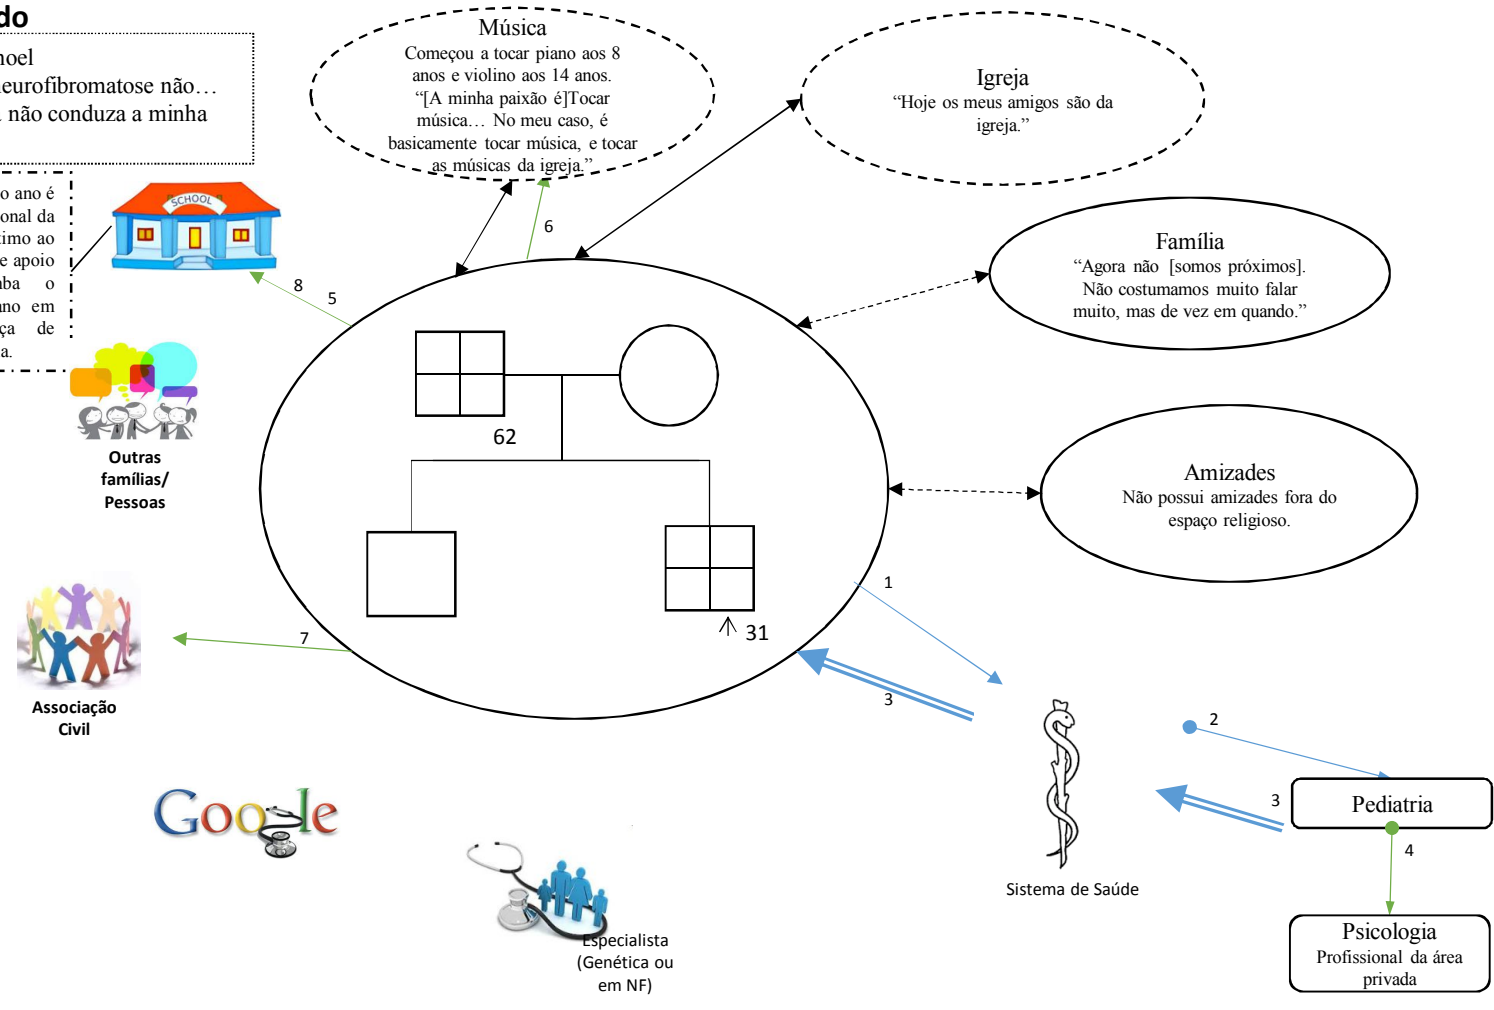 do
noel
neurofibromatose não…
a não conduza a minha
o ano é
onal da
timo ao
e apoio
nba o
ano em
ça de
a.
SCHOOL
Outras
famílias/
Pessoas
Associação
Civil
Google
Especialista
(Genética ou
em NF)
Música
Começou a tocar piano aos 8
anos e violino aos 14 anos.
“[A minha paixão é]Tocar
música… No meu caso, é
basicamente tocar música, e tocar
as músicas da igreja.”
Igreja
“Hoje os meus amigos são da
igreja.”
Família
“Agora não [somos próximos].
Não costumamos muito falar
muito, mas de vez em quando.”
Amizades
Não possui amizades fora do
espaço religioso.
6
8
5
62
31
7
1
3
2
3
4
Sistema de Saúde
Pediatria
Psicologia
Profissional da área
privada